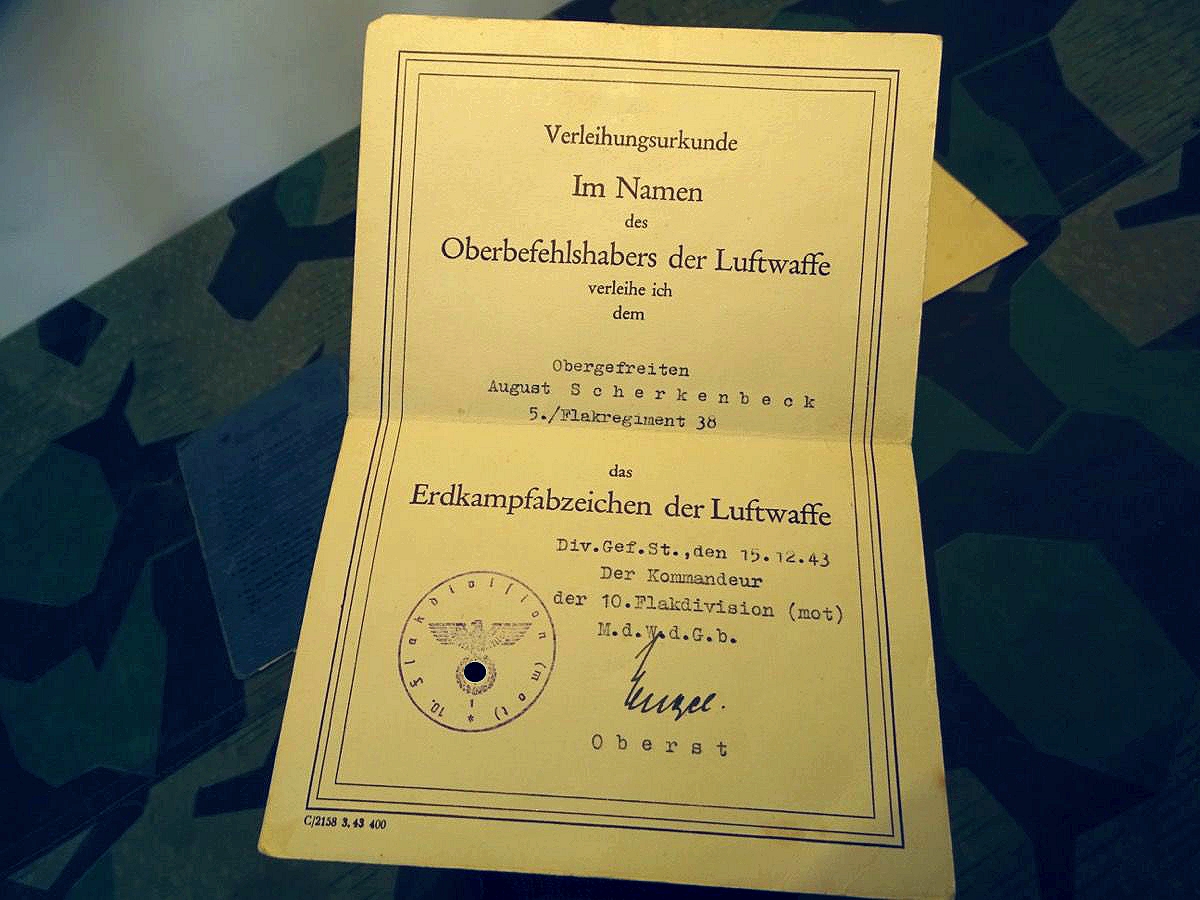 Verleihungsurkunde
Im Namen
des
Oberbefehlshabers der Luftwaffe
verleihe ich
dem
Obergefreiten
August Scherkenbeck
5./Flakregiment 38
das
Erdkampfabzeichen der Luftwaffe
Div.Gef.St.,den 15.12.43
Der Kommandeur
der 10.Flakdivision (mot)
M.d.W.d.G.b.
Oberst
10. Flakdivision (mot) *
1
C/2158 3. 43 400